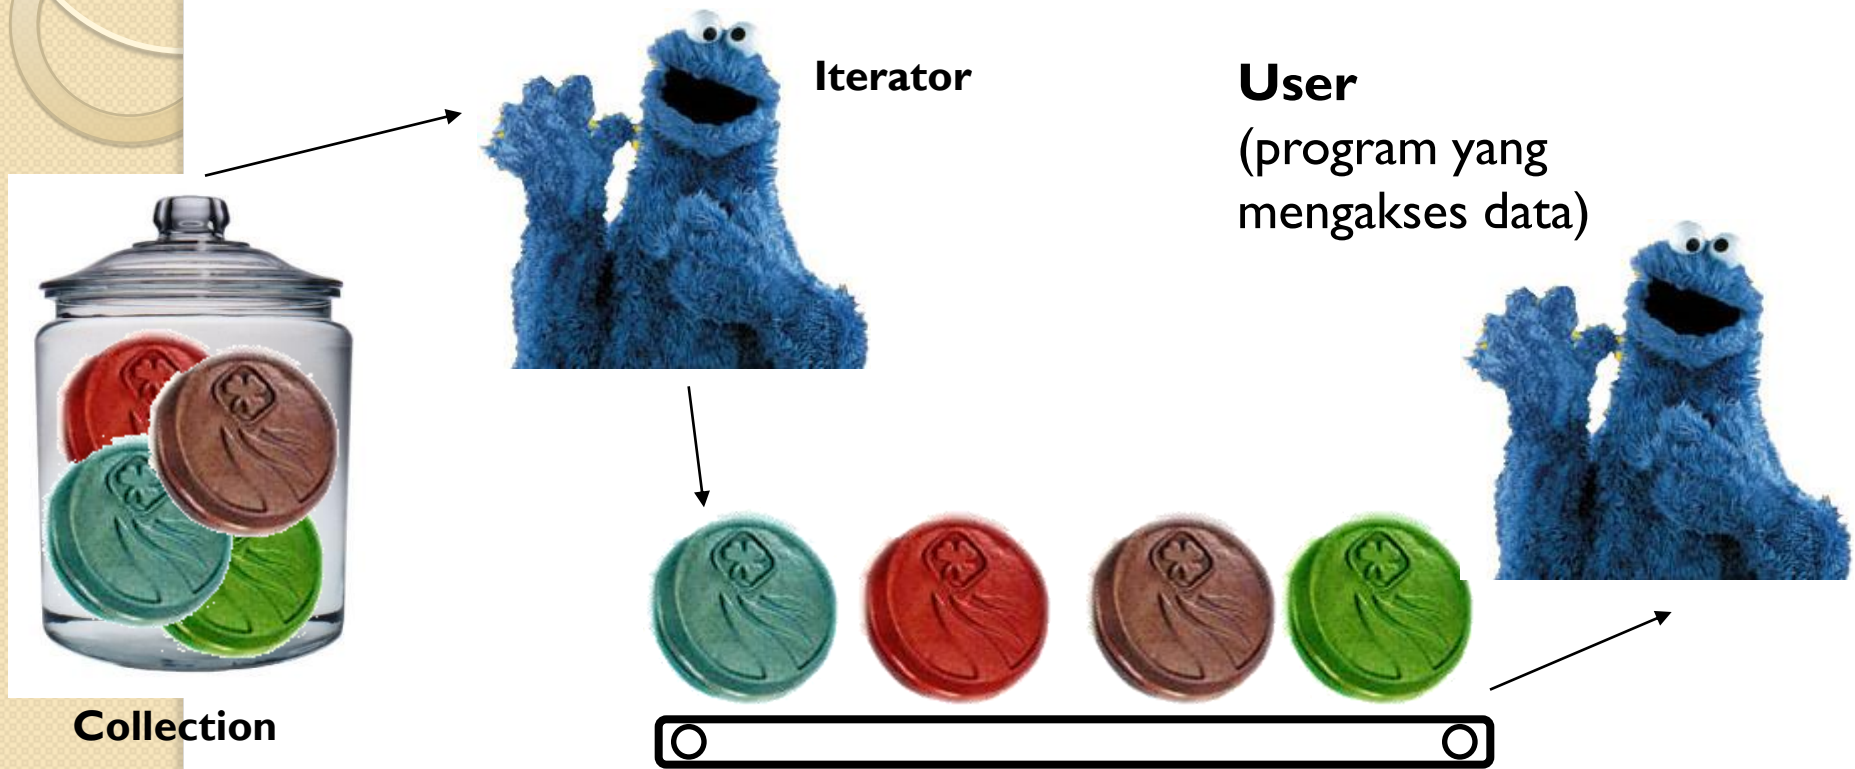 Iterator
User
(program yang
mengakses data)
Collection